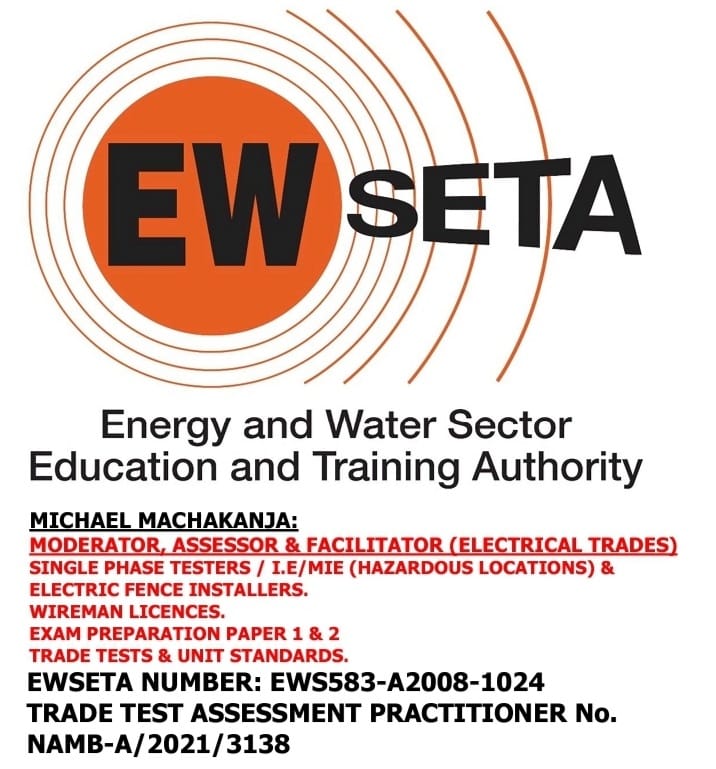 EWSETA
Energy and Water Sector
Education and Training Authority
MICHAEL MACHAKANJA:
MODERATOR, ASSESSOR & FACILITATOR (ELECTRICAL TRADES)
SINGLE PHASE TESTERS / I.E/MIE (HAZARDOUS LOCATIONS) &
ELECTRIC FENCE INSTALLERS.
WIREMAN LICENCES.
EXAM PREPARATION PAPER 1 & 2
TRADE TESTS & UNIT STANDARDS.
EWSETA NUMBER: EWS583-A2008-1024
TRADE TEST ASSESSMENT PRACTITIONER No.
NAMB-A/2021/3138